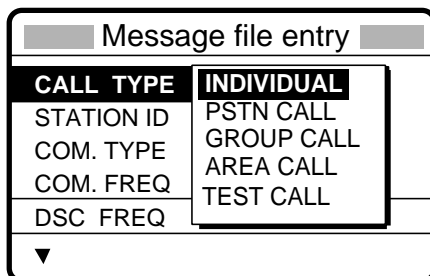 Message file entry
CALL TYPE
INDIVIDUAL
STATION ID
PSTN CALL
COM. TYPE
GROUP CALL
COM. FREQ
AREA CALL
DSC FREQ
TEST CALL
▼